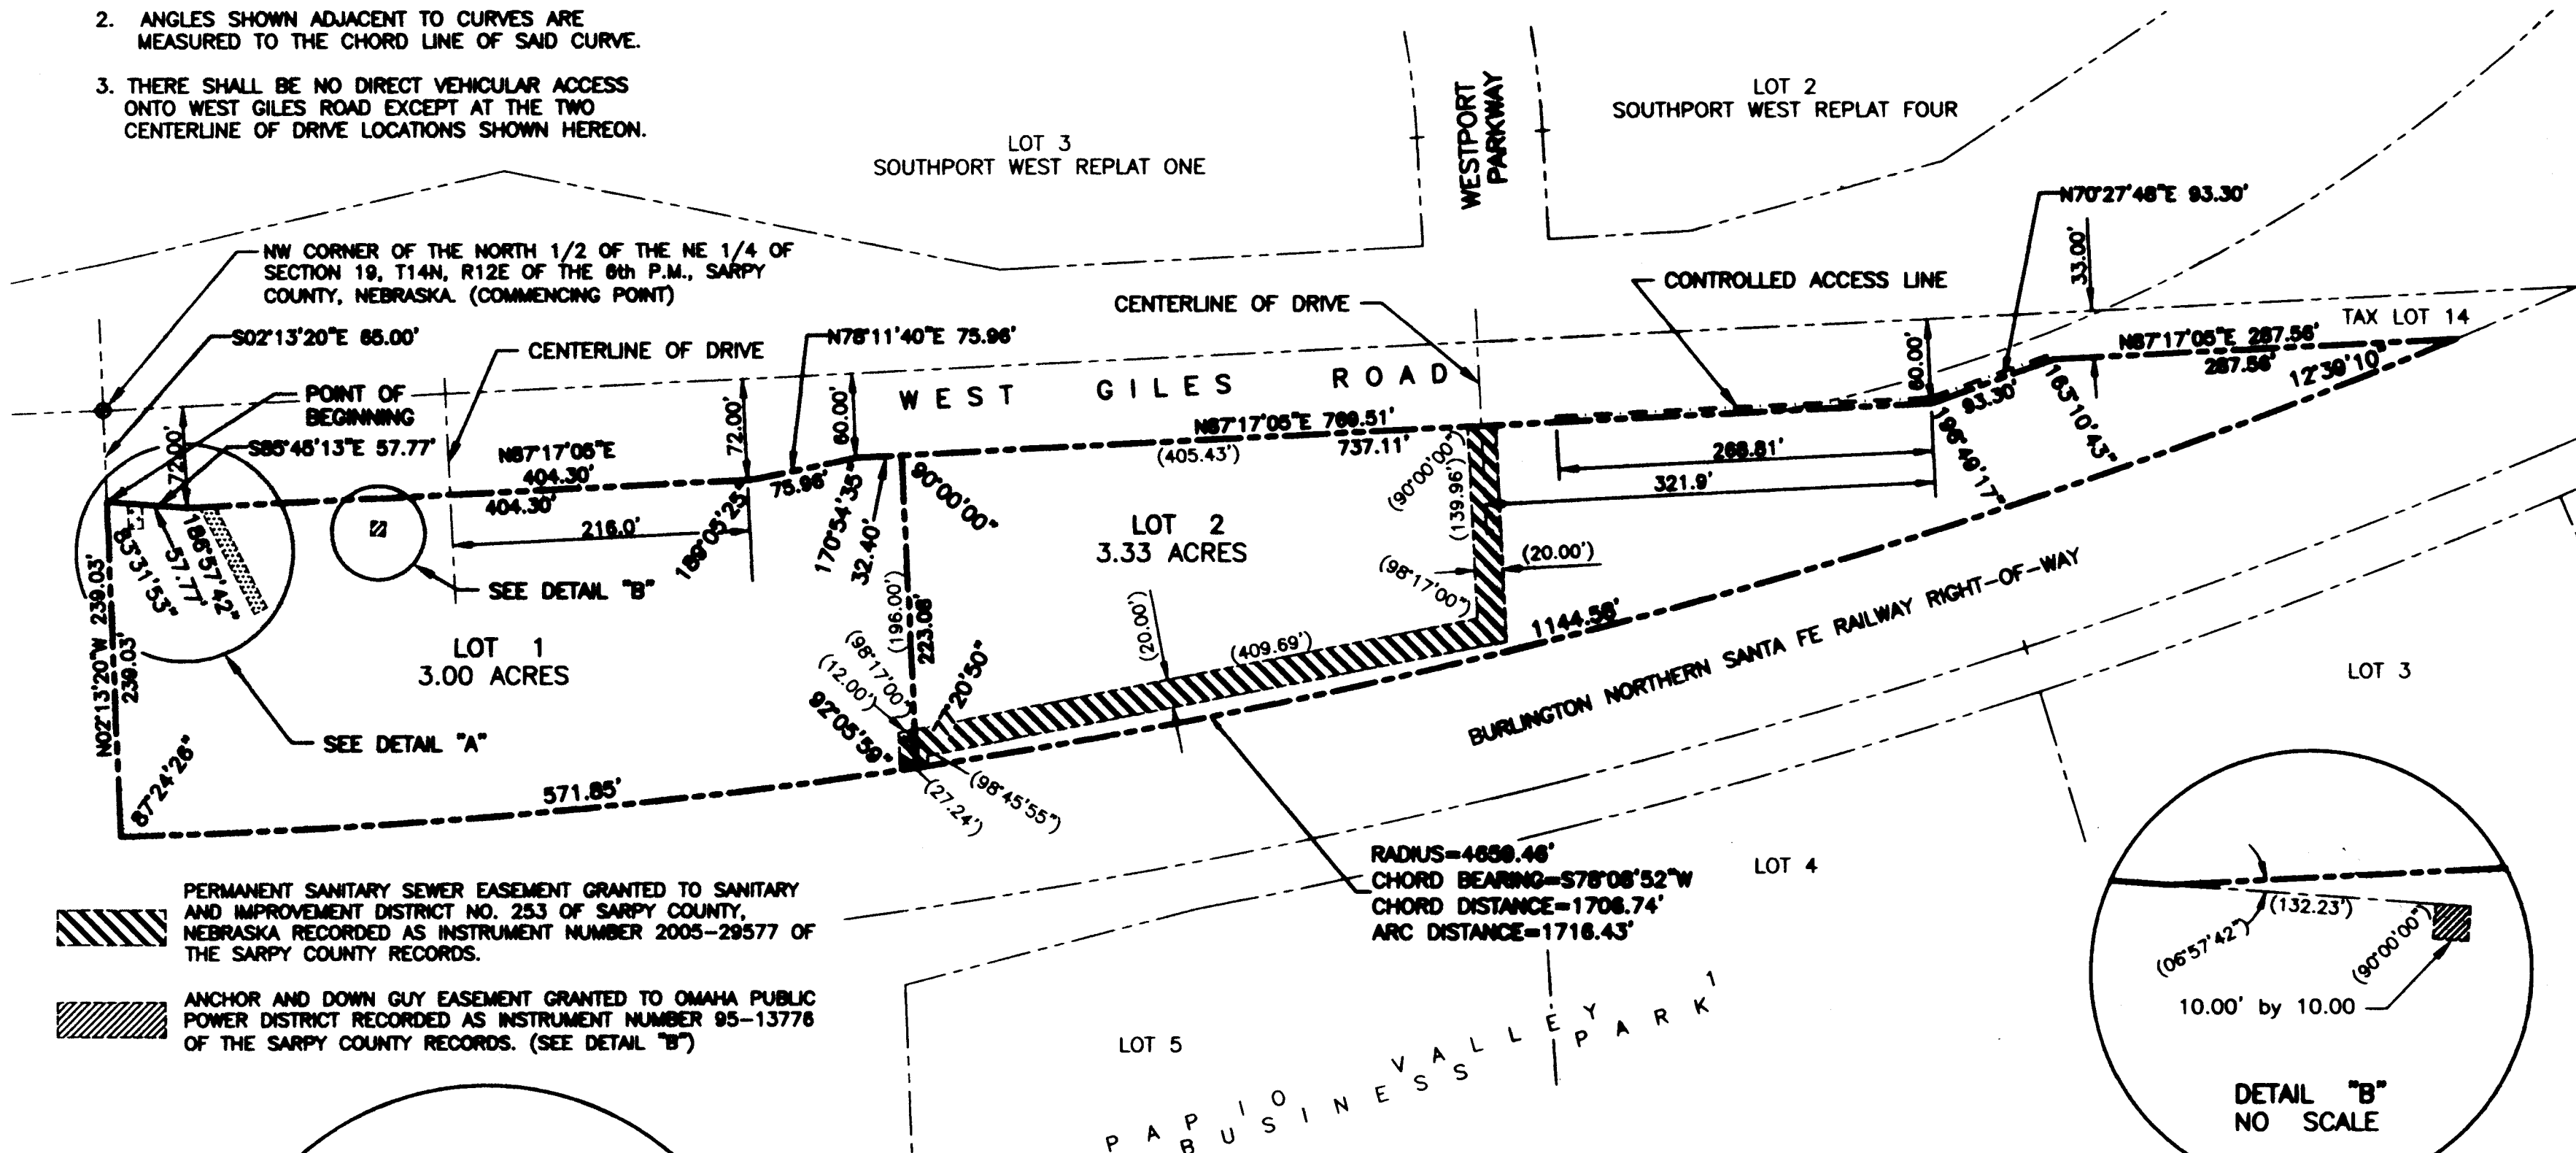 2. ANGLES SHOWN ADJACENT TO CURVES ARE
MEASURED TO THE CHORD LINE OF SAID CURVE.
3. THERE SHALL BE NO DIRECT VEHICULAR ACCESS
ONTO WEST GILES ROAD EXCEPT AT THE TWO
CENTERLINE OF DRIVE LOCATIONS SHOWN HEREON.
LOT 3
SOUTHPORT WEST REPLAT ONE
WESTPORT
PARKWAY
LOT 2
SOUTHPORT WEST REPLAT FOUR
N70°27'48"E 93.30'
33.00'
NW CORNER OF THE NORTH 1/2 OF THE NE 1/4 OF
SECTION 19, T14N, R12E OF THE 6th P.M., SARPY
COUNTY, NEBRASKA. (COMMENCING POINT)
CONTROLLED ACCESS LINE
CENTERLINE OF DRIVE
S02°13'20"E 65.00'
CENTERLINE OF DRIVE
N78°11'40"E 75.96'
TAX LOT 14
N87°17'05"E 287.56'
287.56'
12°39'10"
POINT OF
BEGINNING
S85°45'13"E 57.77'
72.00'
N87°17'05"E
404.30'
404.30'
72.00'
60.00'
75.96'
WEST GILES ROAD
N87°17'05"E 769.51'
(405.43')
737.11'
60.00'
93.30'
163°10'43"
196°49'17"
268.81'
321.9'
216.0'
189°05'25"
170°54'35"
32.40'
90°00'00"
(90°00'00")
(139.96')
LOT 2
3.33 ACRES
(20.00')
(98°17'00")
83°31'53"
57.77'
186°57'42"
SEE DETAIL "B"
N02°13'20"W 239.03'
239.03'
LOT 1
3.00 ACRES
(196.00')
223.08'
(98°17'00")
(12.00')
92°05'59"
20'50"
(20.00')
(409.69')
1144.58'
BURLINGTON NORTHERN SANTA FE RAILWAY RIGHT-OF-WAY
LOT 3
SEE DETAIL "A"
87°24'26"
571.85'
(98°45'55")
(27.24')
RADIUS=4659.46'
CHORD BEARING=S78°08'52"W
CHORD DISTANCE=1706.74'
ARC DISTANCE=1716.43'
LOT 4
PERMANENT SANITARY SEWER EASEMENT GRANTED TO SANITARY
AND IMPROVEMENT DISTRICT NO. 253 OF SARPY COUNTY,
NEBRASKA RECORDED AS INSTRUMENT NUMBER 2005-29577 OF
THE SARPY COUNTY RECORDS.
ANCHOR AND DOWN GUY EASEMENT GRANTED TO OMAHA PUBLIC
POWER DISTRICT RECORDED AS INSTRUMENT NUMBER 95-13776
OF THE SARPY COUNTY RECORDS. (SEE DETAIL "B")
LOT 5
PAPIO VALLEY 1
BUSINESS PARK
(132.23')
(06°57'42")
(90°00'00")
10.00' by 10.00
DETAIL "B"
NO SCALE